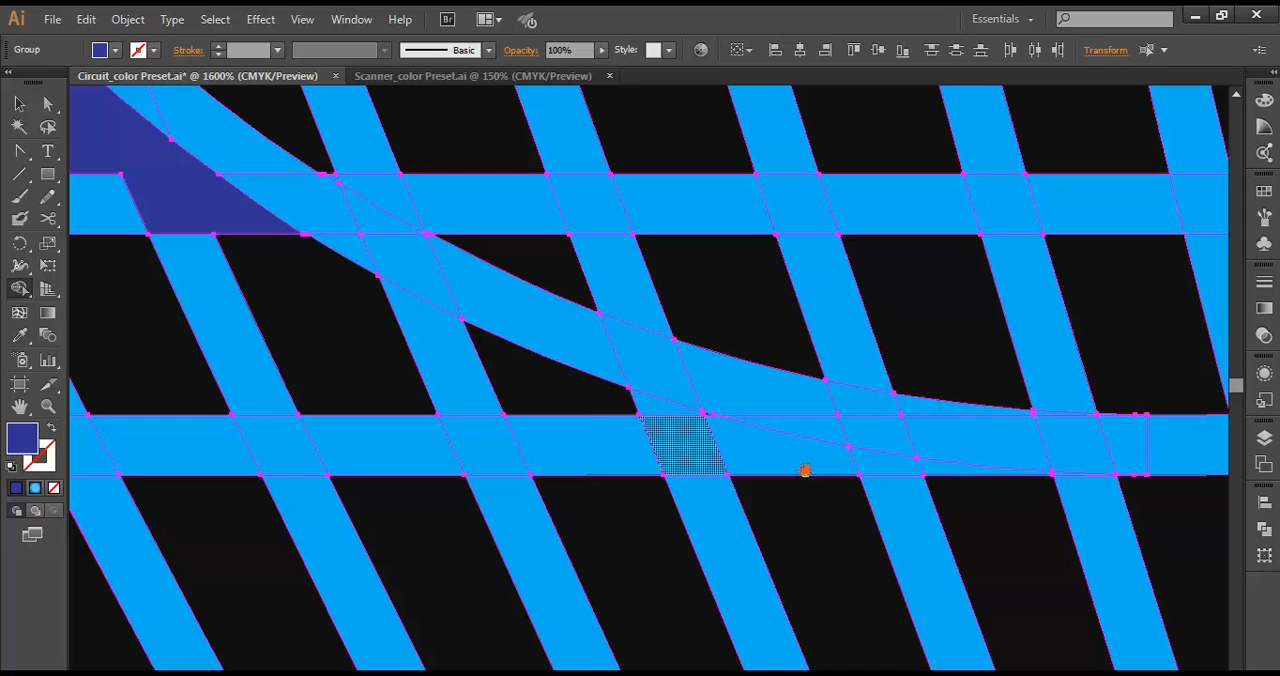 Ai File Edit Object Type Select Effect View Window Help Br Essentials
Group Stroke: Basic Opacity: 100% Style: Transform
Circuit_color Preset.ai* @ 1600% (CMYK/Preview) Scanner_color Preset.ai @ 150% (CMYK/Preview)